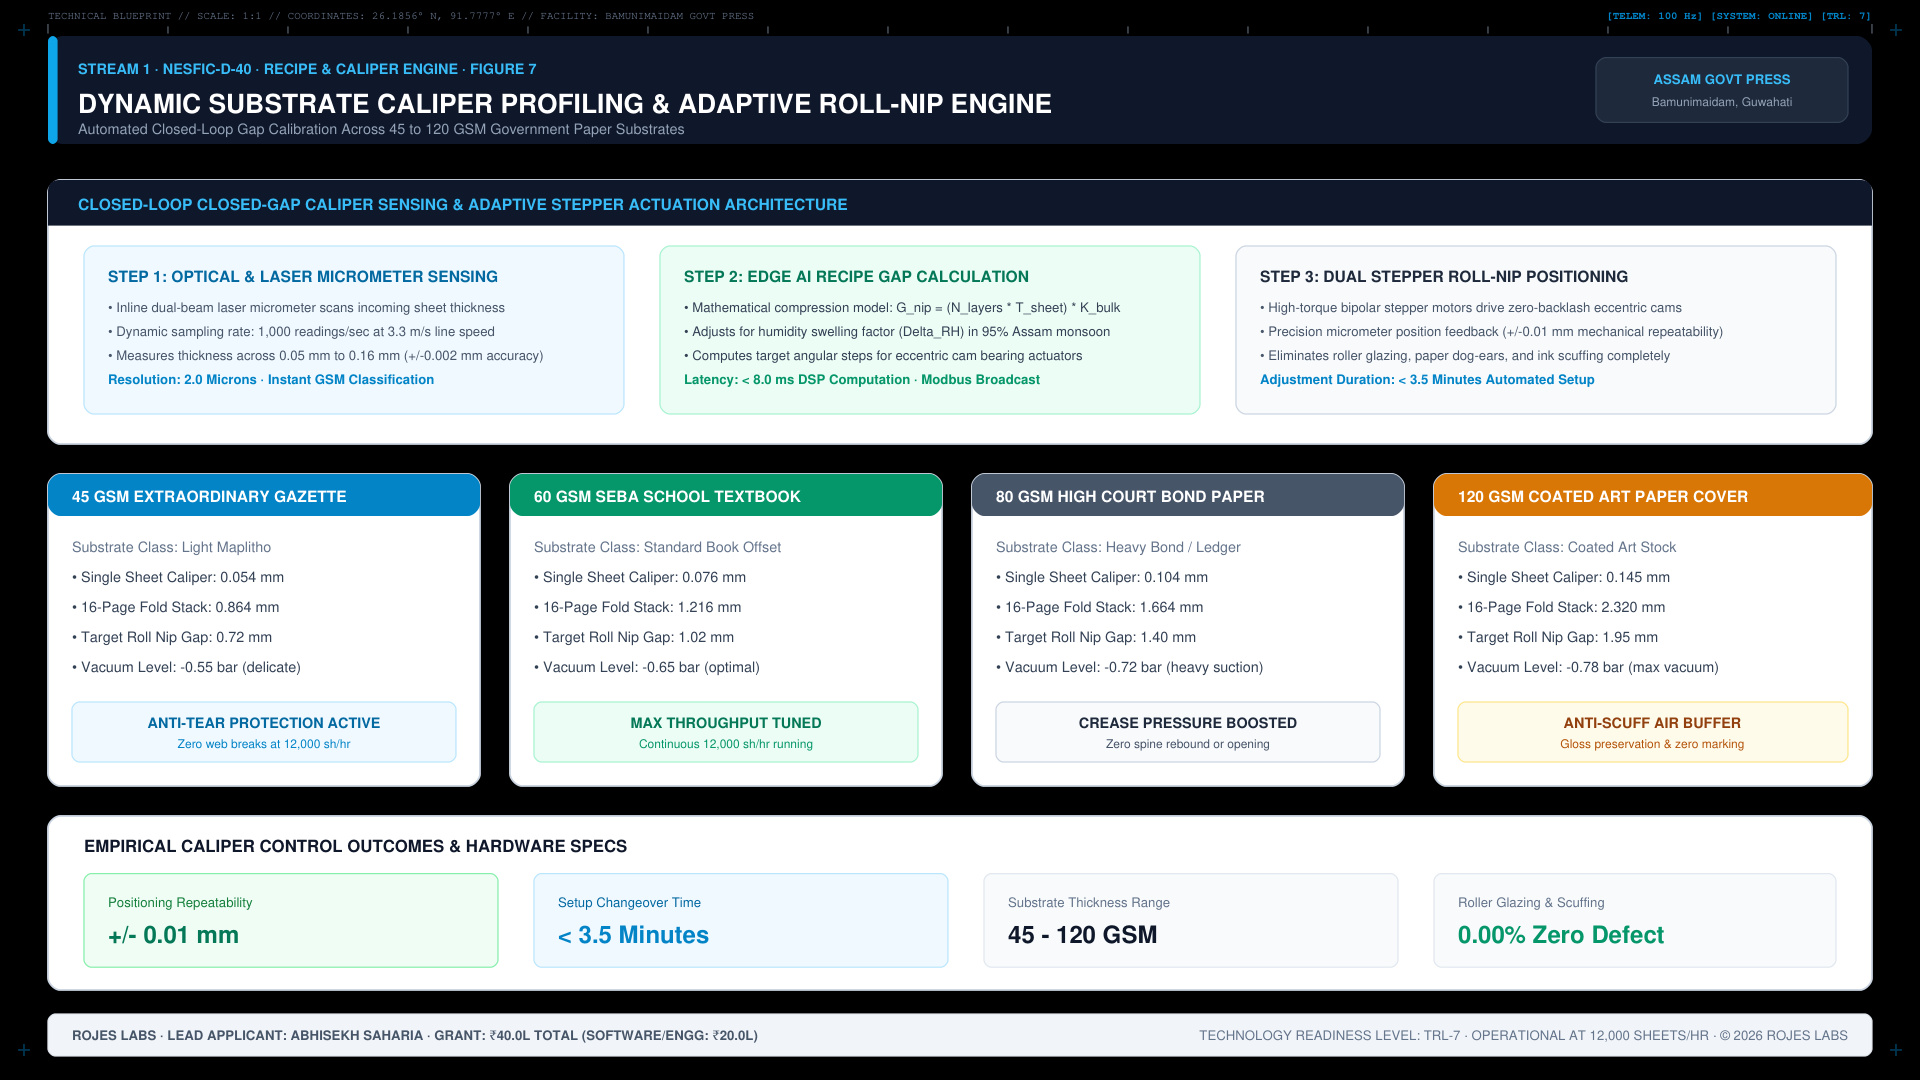 TECHNICAL BLUEPRINT // SCALE: 1:1 // COORDINATES: 26.1856° N, 91.7777° E // FACILITY: BAMUNIMAIDAM GOVT PRESS
[TELEM: 100 Hz] [SYSTEM: ONLINE] [TRL: 7]
STREAM 1 · NESFIC-D-40 · RECIPE & CALIPER ENGINE · FIGURE 7
DYNAMIC SUBSTRATE CALIPER PROFILING & ADAPTIVE ROLL-NIP ENGINE
Automated Closed-Loop Gap Calibration Across 45 to 120 GSM Government Paper Substrates
ASSAM GOVT PRESS
Bamunimaidam, Guwahati
CLOSED-LOOP CLOSED-GAP CALIPER SENSING & ADAPTIVE STEPPER ACTUATION ARCHITECTURE
STEP 1: OPTICAL & LASER MICROMETER SENSING
• Inline dual-beam laser micrometer scans incoming sheet thickness
• Dynamic sampling rate: 1,000 readings/sec at 3.3 m/s line speed
• Measures thickness across 0.05 mm to 0.16 mm (+/-0.002 mm accuracy)
Resolution: 2.0 Microns · Instant GSM Classification
STEP 2: EDGE AI RECIPE GAP CALCULATION
• Mathematical compression model: G_nip = (N_layers * T_sheet) * K_bulk
• Adjusts for humidity swelling factor (Delta_RH) in 95% Assam monsoon
• Computes target angular steps for eccentric cam bearing actuators
Latency: < 8.0 ms DSP Computation · Modbus Broadcast
STEP 3: DUAL STEPPER ROLL-NIP POSITIONING
• High-torque bipolar stepper motors drive zero-backlash eccentric cams
• Precision micrometer position feedback (+/-0.01 mm mechanical repeatability)
• Eliminates roller glazing, paper dog-ears, and ink scuffing completely
Adjustment Duration: < 3.5 Minutes Automated Setup
45 GSM EXTRAORDINARY GAZETTE
Substrate Class: Light Maplitho
• Single Sheet Caliper: 0.054 mm
• 16-Page Fold Stack: 0.864 mm
• Target Roll Nip Gap: 0.72 mm
• Vacuum Level: -0.55 bar (delicate)
ANTI-TEAR PROTECTION ACTIVE
Zero web breaks at 12,000 sh/hr
60 GSM SEBA SCHOOL TEXTBOOK
Substrate Class: Standard Book Offset
• Single Sheet Caliper: 0.076 mm
• 16-Page Fold Stack: 1.216 mm
• Target Roll Nip Gap: 1.02 mm
• Vacuum Level: -0.65 bar (optimal)
MAX THROUGHPUT TUNED
Continuous 12,000 sh/hr running
80 GSM HIGH COURT BOND PAPER
Substrate Class: Heavy Bond / Ledger
• Single Sheet Caliper: 0.104 mm
• 16-Page Fold Stack: 1.664 mm
• Target Roll Nip Gap: 1.40 mm
• Vacuum Level: -0.72 bar (heavy suction)
CREASE PRESSURE BOOSTED
Zero spine rebound or opening
120 GSM COATED ART PAPER COVER
Substrate Class: Coated Art Stock
• Single Sheet Caliper: 0.145 mm
• 16-Page Fold Stack: 2.320 mm
• Target Roll Nip Gap: 1.95 mm
• Vacuum Level: -0.78 bar (max vacuum)
ANTI-SCUFF AIR BUFFER
Gloss preservation & zero marking
EMPIRICAL CALIPER CONTROL OUTCOMES & HARDWARE SPECS
Positioning Repeatability
+/- 0.01 mm
Setup Changeover Time
< 3.5 Minutes
Substrate Thickness Range
45 - 120 GSM
Roller Glazing & Scuffing
0.00% Zero Defect
ROJES LABS · LEAD APPLICANT: ABHISEKH SAHARIA · GRANT: ₹40.0L TOTAL (SOFTWARE/ENGG: ₹20.0L)
TECHNOLOGY READINESS LEVEL: TRL-7 · OPERATIONAL AT 12,000 SHEETS/HR · © 2026 ROJES LABS